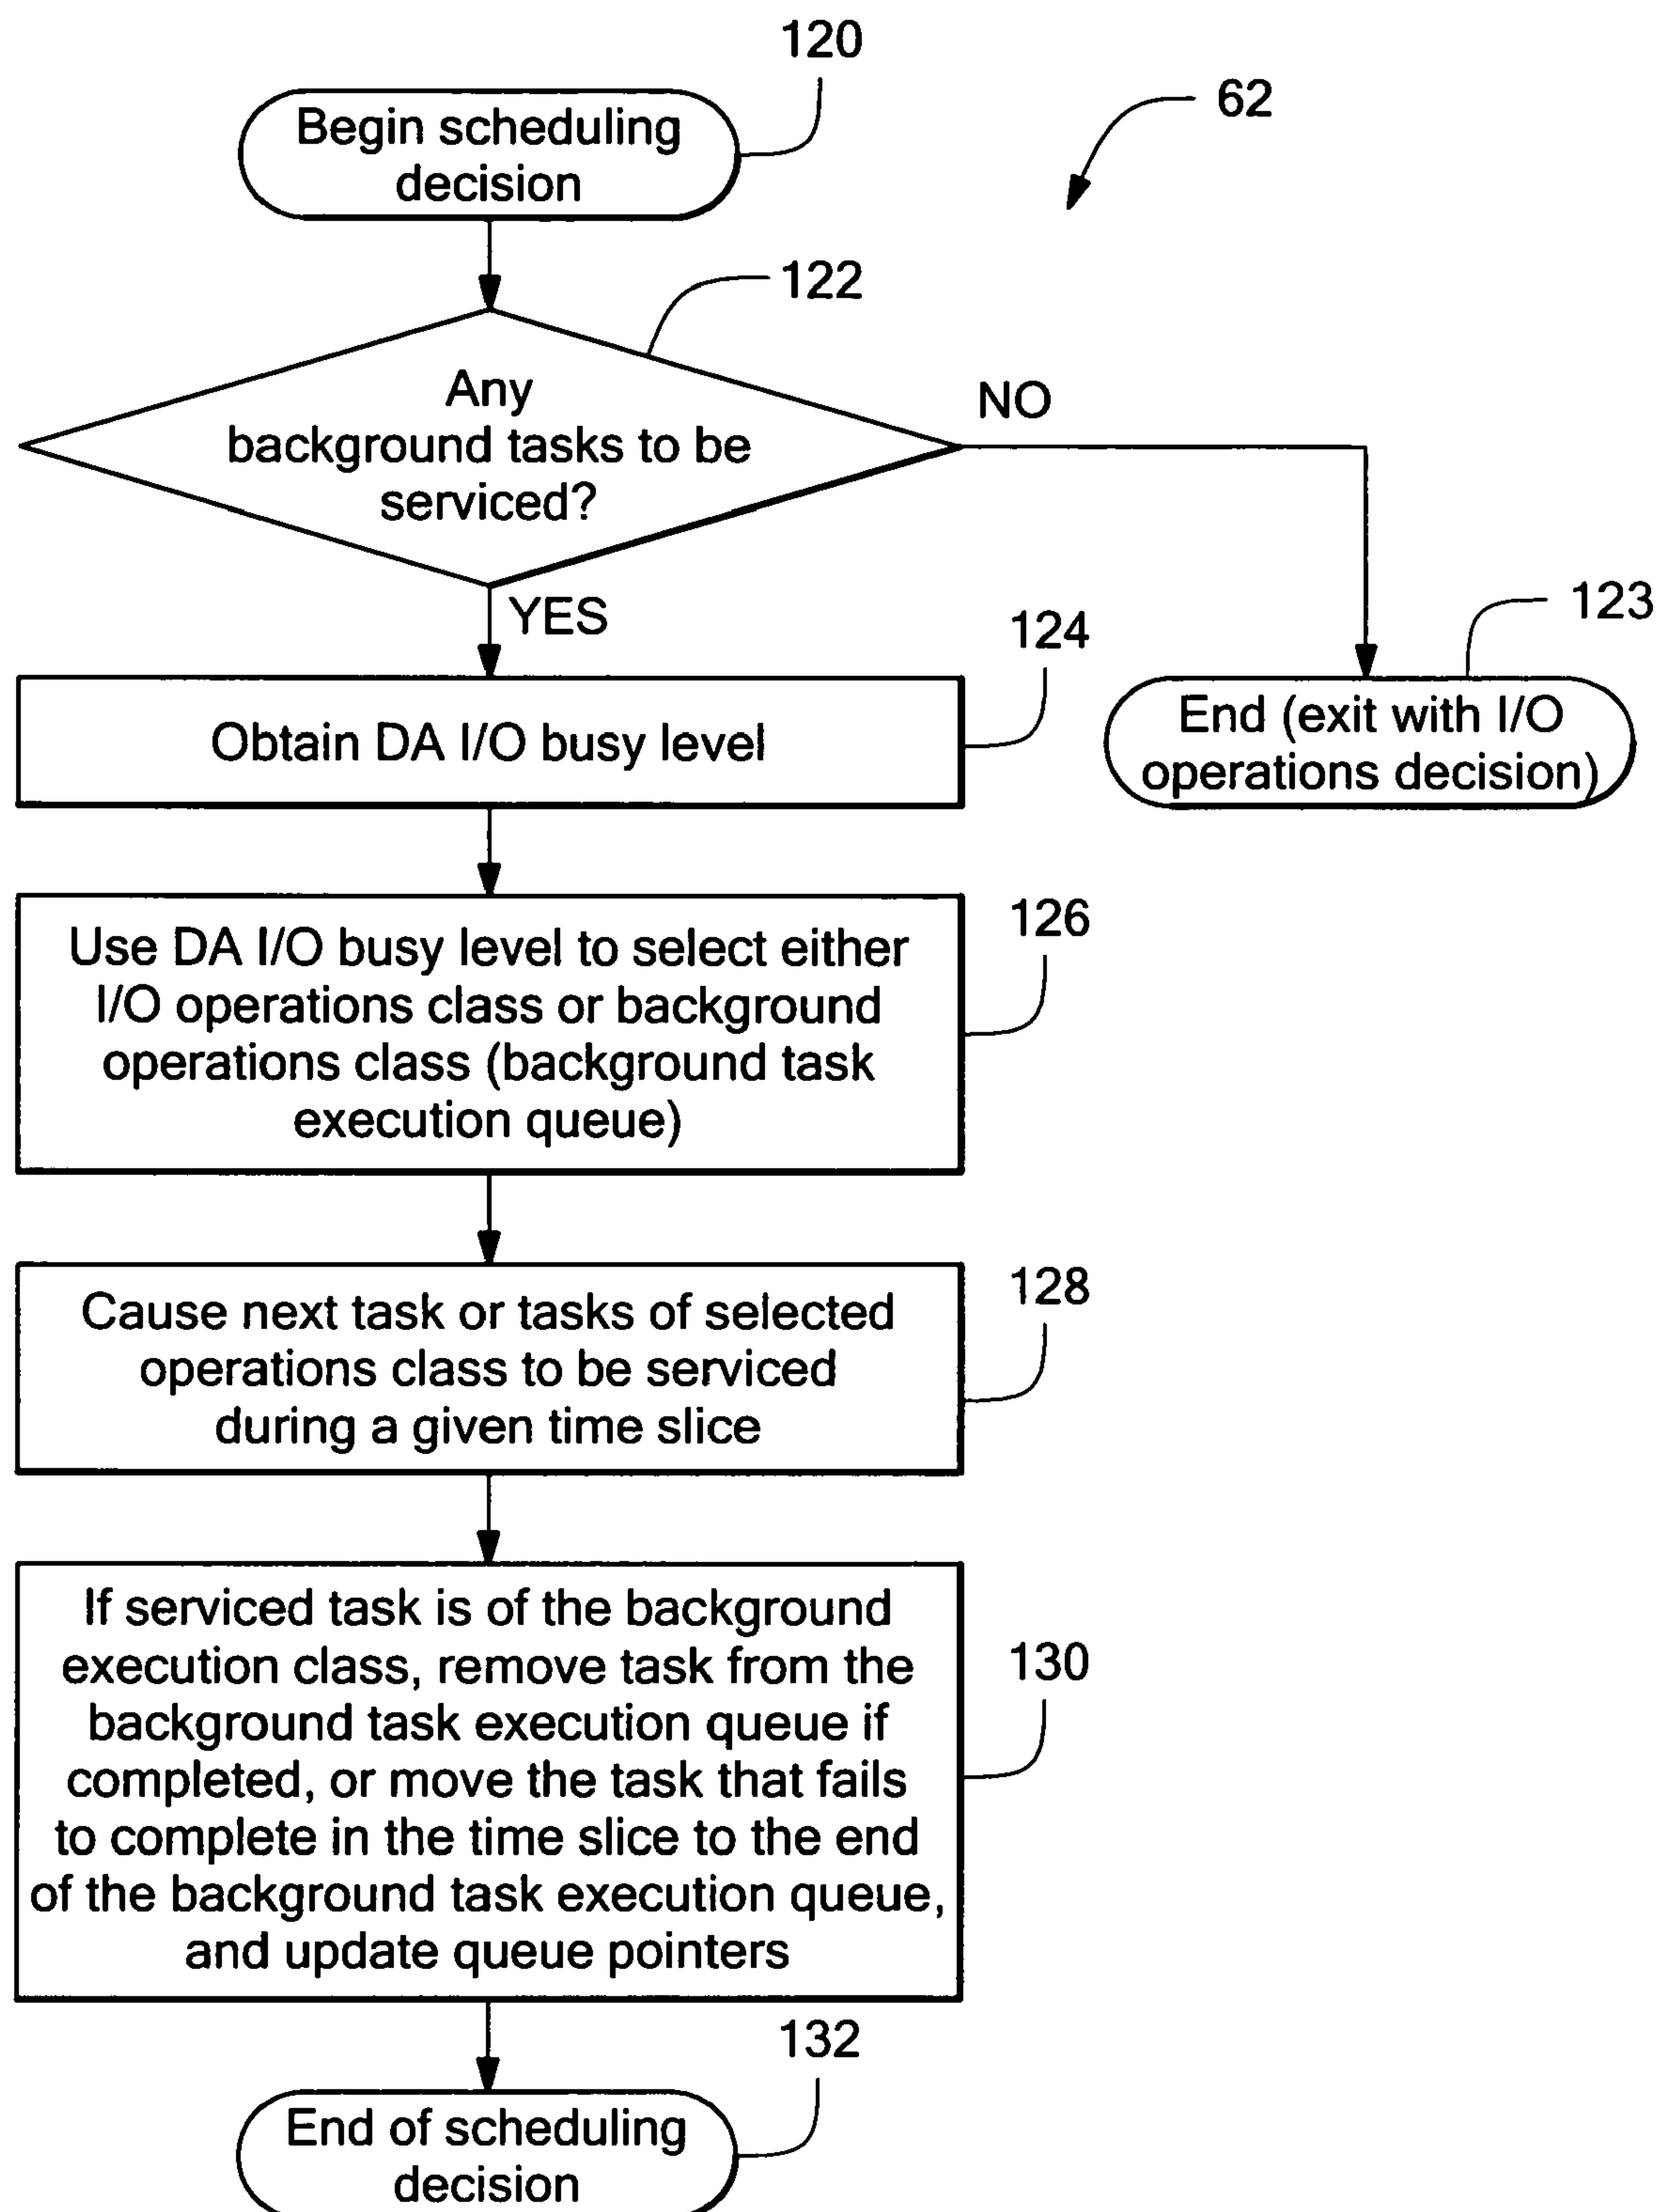 120
62
Begin scheduling
decision
122
Any
background tasks to be
serviced?
NO
YES
123
124
Obtain DA I/O busy level
End (exit with I/O
operations decision)
126
Use DA I/O busy level to select either
I/O operations class or background
operations class (background task
execution queue)
128
Cause next task or tasks of selected
operations class to be serviced
during a given time slice
130
If serviced task is of the background
execution class, remove task from the
background task execution queue if
completed, or move the task that fails
to complete in the time slice to the end
of the background task execution queue,
and update queue pointers
132
End of scheduling
decision